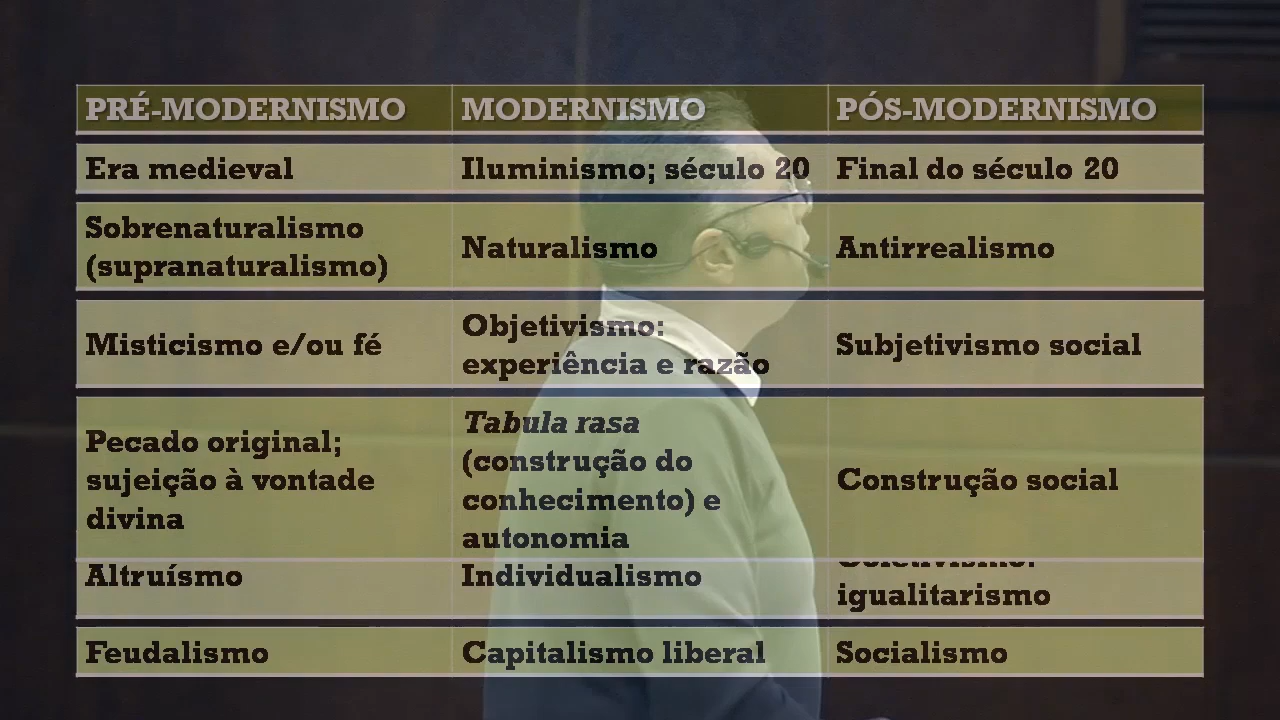 PRÉ-MODERNISMO MODERNISMO PÓS-MODERNISMO
Era medieval Iluminismo; século 20 Final do século 20
Sobrenaturalismo
(supranaturalismo)
Naturalismo
Antirrealismo
Misticismo e/ou fé
Objetivismo:
experiência e razão
Subjetivismo social
Pecado original;
sujeição à vontade
divina
Tabula rasa
(construção do
conhecimento) e
autonomia
Construção social
Altruísmo
Individualismo
igualitarismo
Feudalismo Capitalismo liberal Socialismo